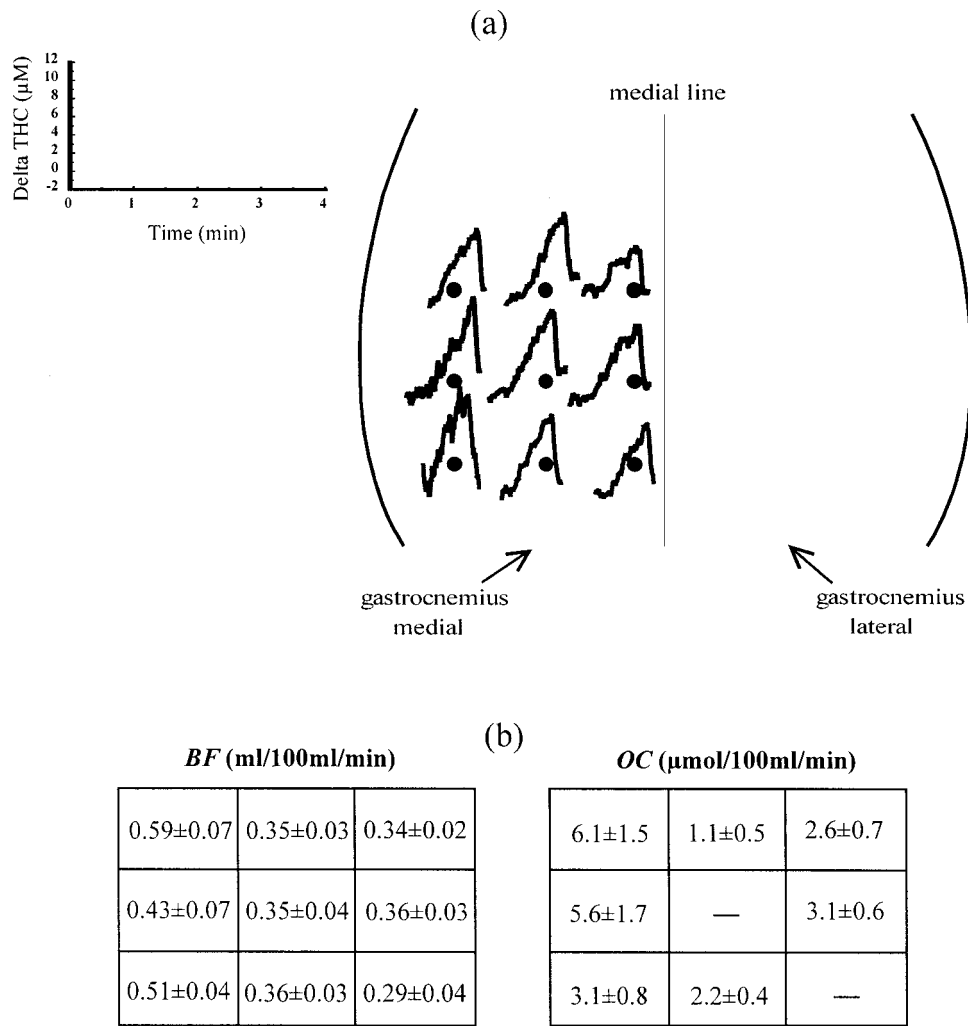 (a)
Delta THC (µM)
12
10
8
6
4
2
0
-2
0 1 2 3 4
Time (min)
medial line
gastrocnemius
medial
gastrocnemius
lateral
(b)
BF (ml/100ml/min)
0.59±0.07 0.35±0.03 0.34±0.02
0.43±0.07 0.35±0.04 0.36±0.03
0.51±0.04 0.36±0.03 0.29±0.04
OC (µmol/100ml/min)
6.1±1.5 1.1±0.5 2.6±0.7
5.6±1.7 — 3.1±0.6
3.1±0.8 2.2±0.4 —